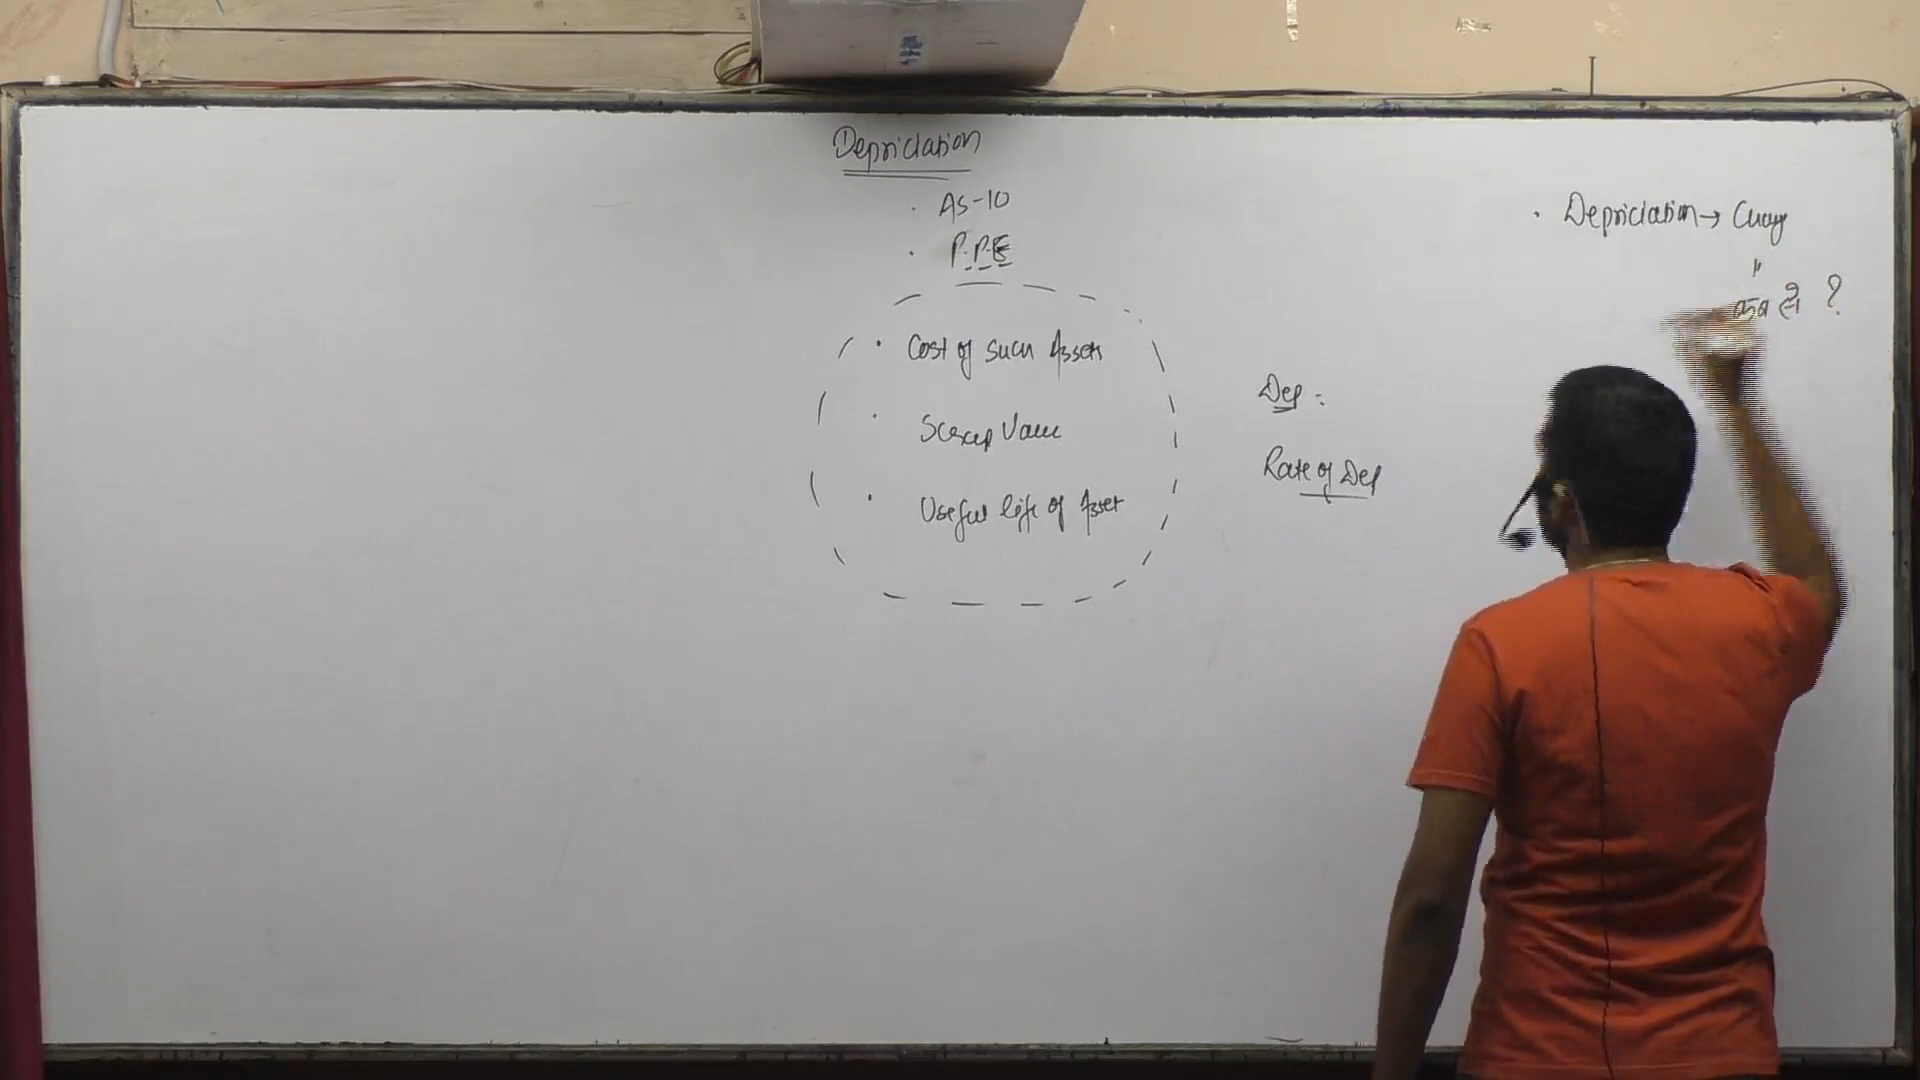 Depriciation
· AS-10
· P.P.E
· Cost of such Assets
· Scrap Value
· Useful life of Asset
Dep :
Rate of Dep
· Depriciation → Charge
"
कब से ?